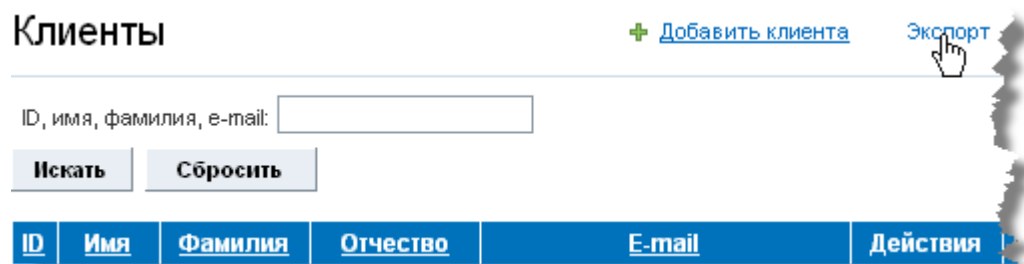 Клиенты Добавить клиента Экспорт
ID, имя, фамилия, e-mail:
Искать Сбросить
ID Имя Фамилия Отчество E-mail Действия